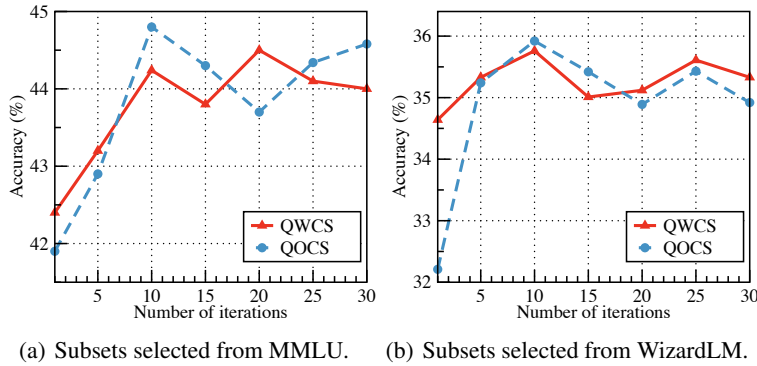 45
44
43
42
Accuracy (%)
QWCS
QOCS
5 10 15 20 25 30
Number of iterations
(a) Subsets selected from MMLU.
36
35
34
33
32
Accuracy (%)
QWCS
QOCS
5 10 15 20 25 30
Number of iterations
(b) Subsets selected from WizardLM.